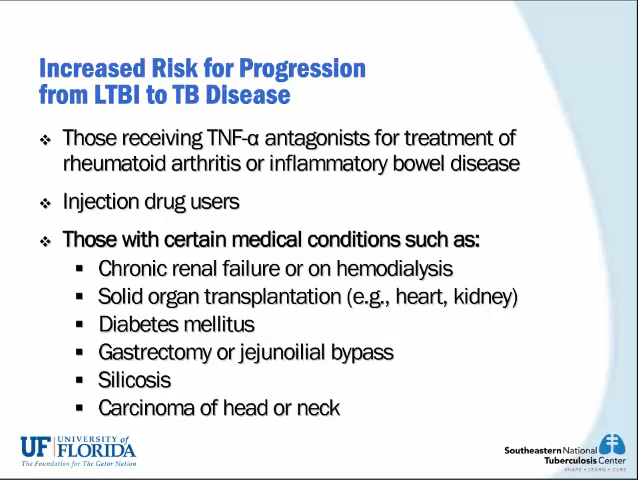 Increased Risk for Progression
from LTBI to TB Disease
❖ Those receiving TNF-α antagonists for treatment of
rheumatoid arthritis or inflammatory bowel disease
❖ Injection drug users
❖ Those with certain medical conditions such as:
▪ Chronic renal failure or on hemodialysis
▪ Solid organ transplantation (e.g., heart, kidney)
▪ Diabetes mellitus
▪ Gastrectomy or jejunoilial bypass
▪ Silicosis
▪ Carcinoma of head or neck
UF UNIVERSITY of
FLORIDA
The Foundation for The Gator Nation
Southeastern National
Tuberculosis Center
SHARE • LEARN • CURE